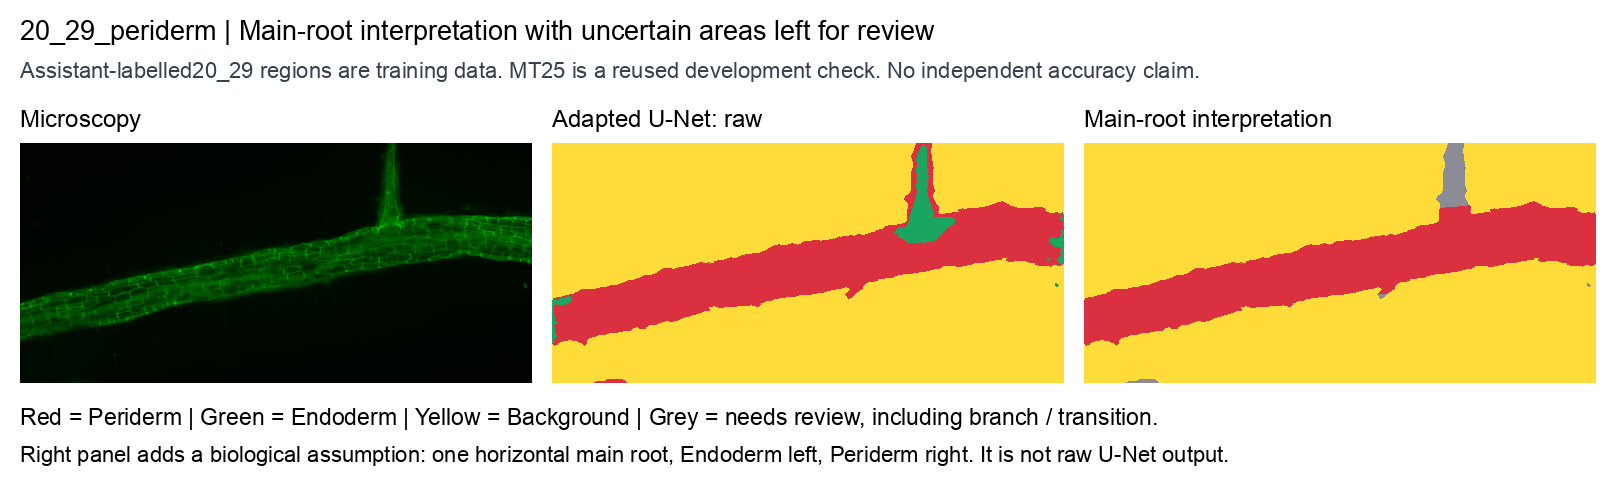 20_29_periderm | Main-root interpretation with uncertain areas left for review
Assistant-labelled20_29 regions are training data. MT25 is a reused development check. No independent accuracy claim.
Microscopy
Adapted U-Net: raw
Main-root interpretation
Red = Periderm | Green = Endoderm | Yellow = Background | Grey = needs review, including branch / transition.
Right panel adds a biological assumption: one horizontal main root, Endoderm left, Periderm right. It is not raw U-Net output.